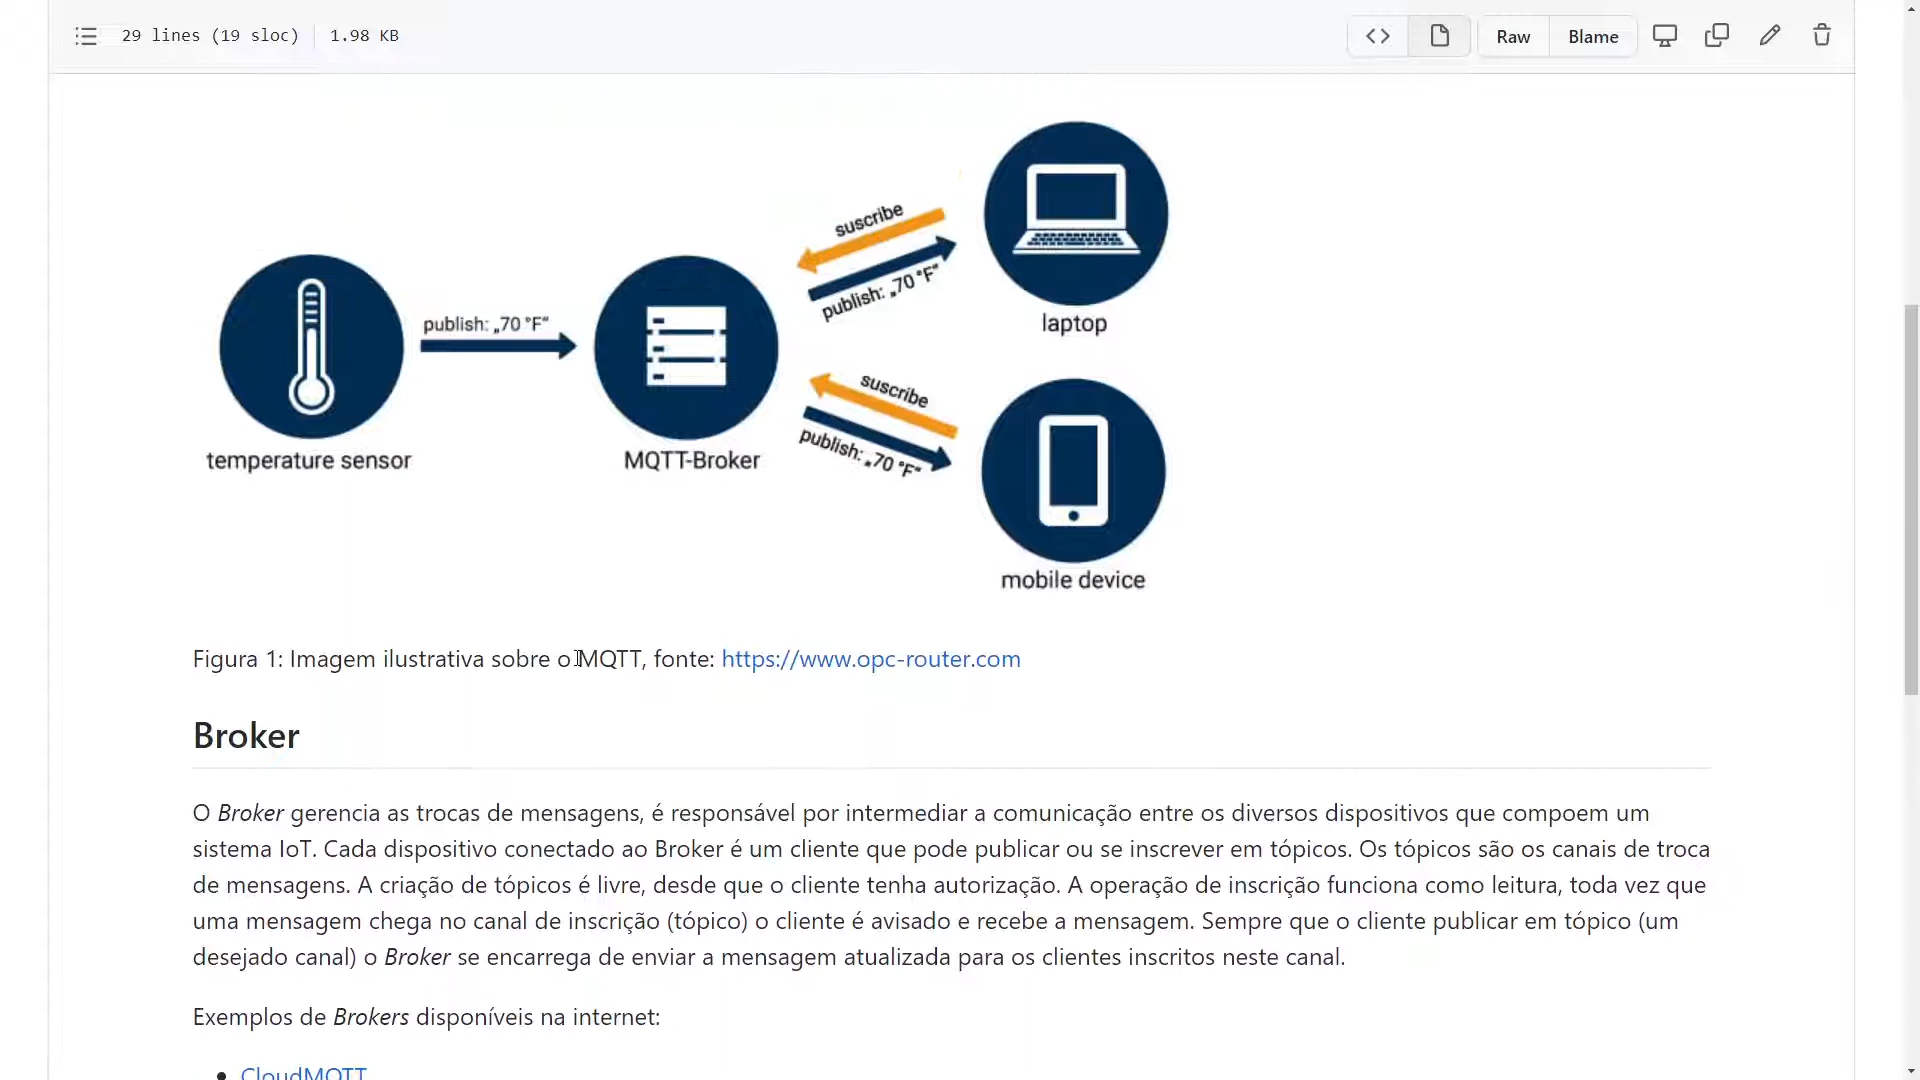 29 lines (19 sloc) 1.98 KB
Raw Blame
suscribe
publish: „70 °F“
laptop
publish: „70 °F“
suscribe
publish: „70 °F“
temperature sensor
MQTT-Broker
mobile device
Figura 1: Imagem ilustrativa sobre o MQTT, fonte: https://www.opc-router.com
Broker
O Broker gerencia as trocas de mensagens, é responsável por intermediar a comunicação entre os diversos dispositivos que compoem um
sistema IoT. Cada dispositivo conectado ao Broker é um cliente que pode publicar ou se inscrever em tópicos. Os tópicos são os canais de troca
de mensagens. A criação de tópicos é livre, desde que o cliente tenha autorização. A operação de inscrição funciona como leitura, toda vez que
uma mensagem chega no canal de inscrição (tópico) o cliente é avisado e recebe a mensagem. Sempre que o cliente publicar em tópico (um
desejado canal) o Broker se encarrega de enviar a mensagem atualizada para os clientes inscritos neste canal.
Exemplos de Brokers disponíveis na internet:
CloudMQTT